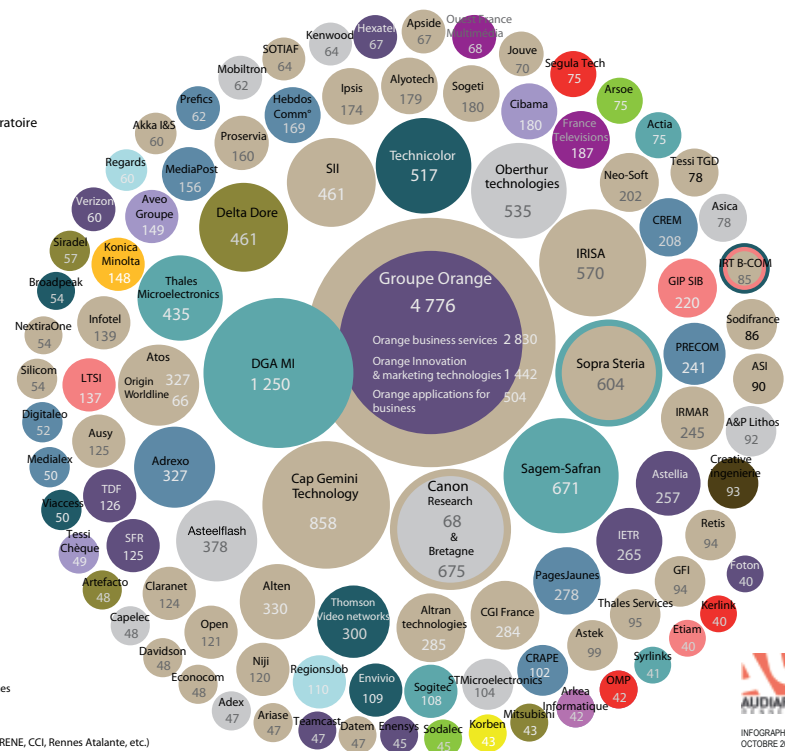 Apside
67
Ouest France
Multimedia
68
Hexatel
67
Kenwood
64
Jouve
70
SOTIAF
64
Segula Tech
75
Mobiltron
62
Arsoe
75
Prefics
62
Hebdos
Comm°
169
Ipsis
174
Alyotech
179
Sogeti
180
Cibama
180
France
Televisions
187
Actia
75
ratoire
Akka I&S
60
Proservia
160
Tessi TGD
78
Regards
60
MediaPost
156
SII
461
Technicolor
517
Oberthur
technologies
535
Neo-Soft
202
Asica
78
Verizon
60
Aveo
Groupe
149
Delta Dore
461
CREM
208
Siradel
57
Konica
Minolta
148
IRISA
570
IRT B-COM
85
Broadpeak
54
Thales
Microelectronics
435
Groupe Orange
4 776
GIP SIB
220
Sodifrance
86
NextiraOne
54
Infotel
139
Orange business services 2 830
Orange Innovation
& marketing technologies 1 442
Orange applications for
business
504
PRECOM
241
Silicom
54
LTSI
137
Atos
327
Origin
Worldline
66
DGA MI
1 250
Sopra Steria
604
ASI
90
Digitaleo
52
Ausy
125
IRMAR
245
A&P Lithos
92
Medialex
50
Adrexo
327
Cap Gemini
Technology
858
Canon
Research
68
&
Bretagne
675
Sagem-Safran
671
Astellia
257
Creative
Ingenierie
93
Viaccess
50
TDF
126
Tessi
Chèque
49
SFR
125
Asteelflash
378
IETR
265
Retis
94
Artefacto
48
Claranet
124
Alten
330
Thomson
Video networks
300
Altran
technologies
285
CGI France
284
PagesJaunes
278
GFI
94
Foton
40
Capelec
48
Open
121
Thales Services
95
Kerlink
40
Davidson
48
Niji
120
Astek
99
Etiam
40
Econocom
48
RegionsJob
110
Envivio
109
Sogitec
108
STMicroelectronics
104
CRAPE
102
Syrlinks
41
Adex
47
Arkea
Informatique
42
OMP
42
es
Ariase
47
Teamcast
47
Datem
47
Enensys
45
Sodalec
45
Korben
43
Mitsubishi
43
AUDIAR
RENNES
INFOGRAPH
OCTOBRE 20
RENE, CCI, Rennes Atalante, etc.)